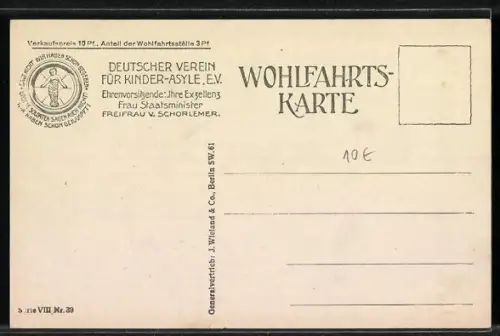 Verkaufspreis 10 Pf., Anteil der Wohlfahrtsstelle 3 Pf
DEUTSCHER VEREIN
FÜR KINDER-ASYLE, E.V.
Ehrenvorsitzende: Ihre Exzellenz
Frau Staatsminister
FREIFRAU V. SCHORLEMER.
WOHLFAHRTS-
KARTE
10 €
Generalvertrieb: J. Wieland & Co., Berlin SW. 61
Serie VIII, Nr. 39